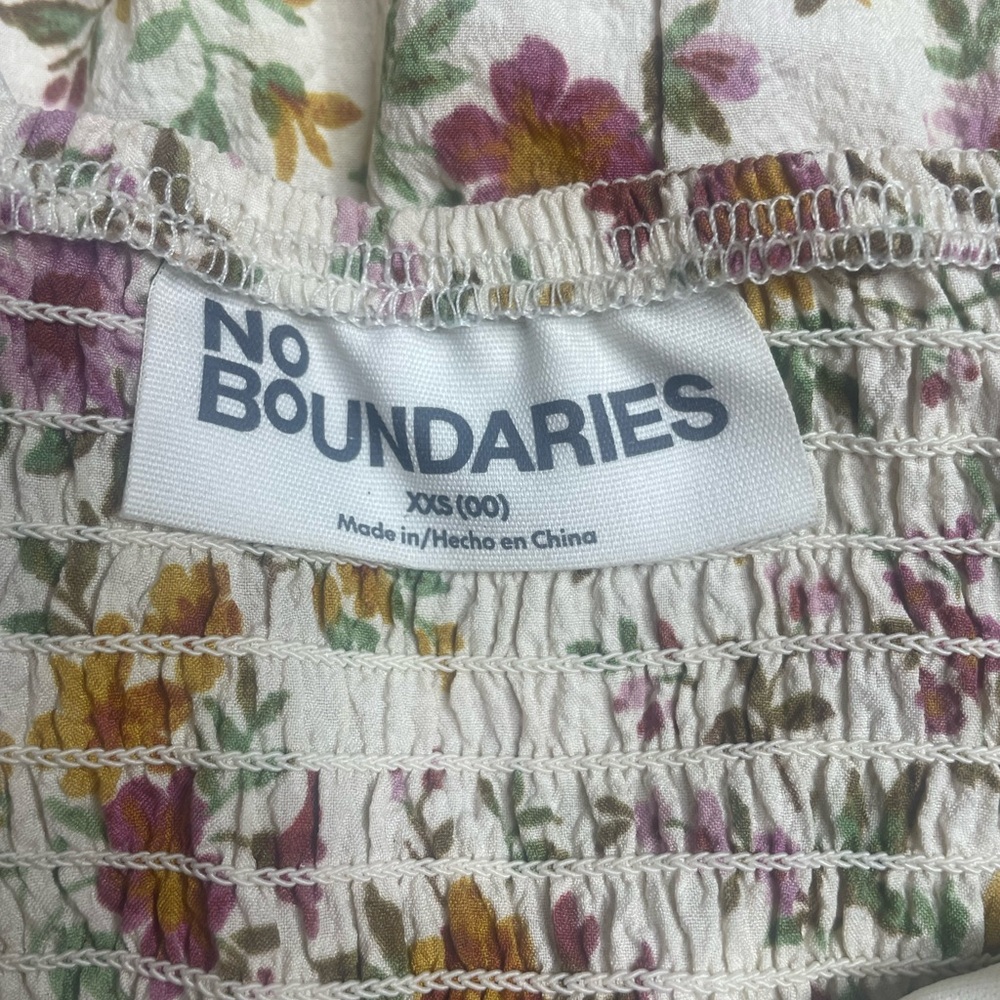 No
BoUNDARIES
XXS (00)
Made in/Hecho en China